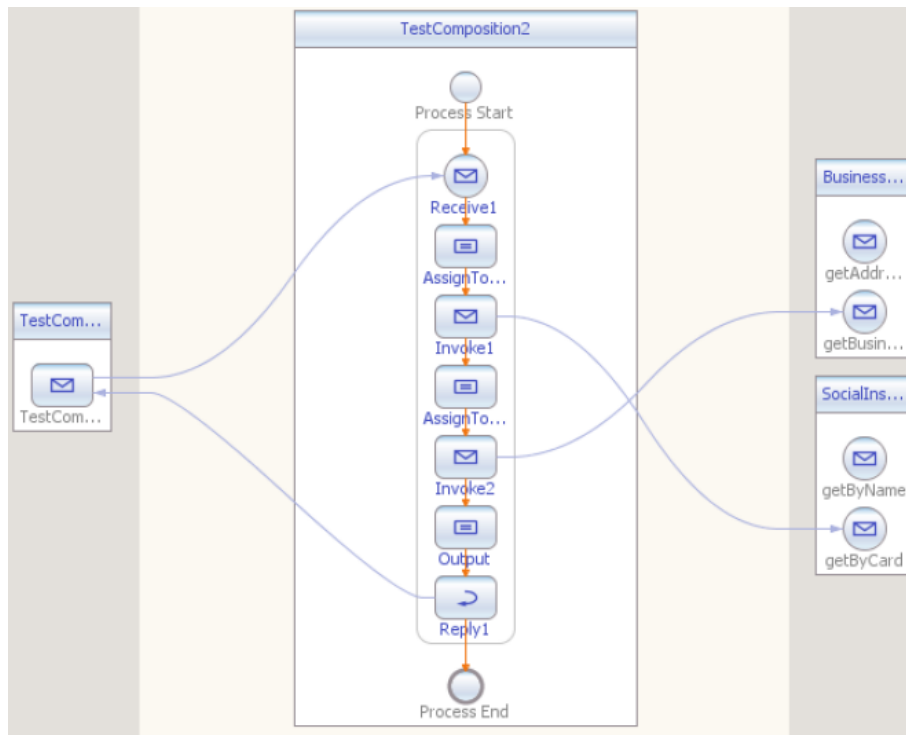 TestComposition2
Process Start
Receive1
AssignTo...
Invoke1
AssignTo...
Invoke2
Output
Reply1
Process End
TestCom...
TestCom...
Business...
getAddr...
getBusin...
SocialIns...
getByName
getByCard